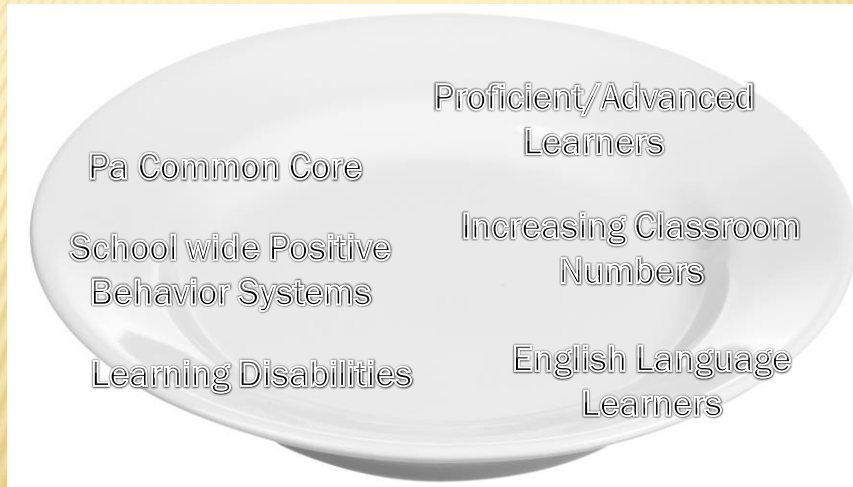 Pa Common Core
School wide Positive
Behavior Systems
Learning Disabilities
Proficient/Advanced
Learners
Increasing Classroom
Numbers
English Language
Learners